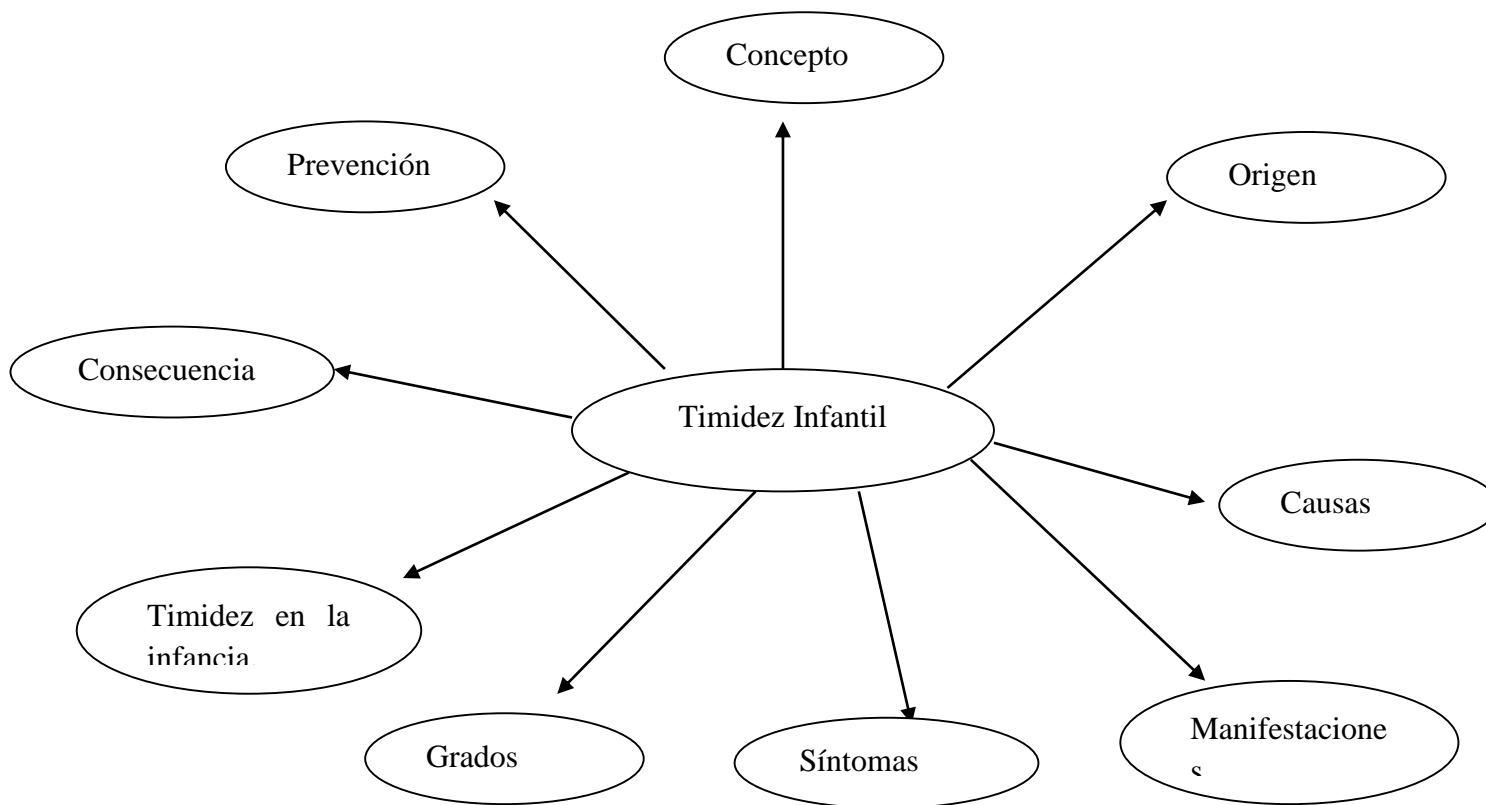 Concepto
Prevención
Origen
Consecuencia
Timidez Infantil
Causas
Timidez en la
infancia.
Manifestacione
s
Grados
Síntomas